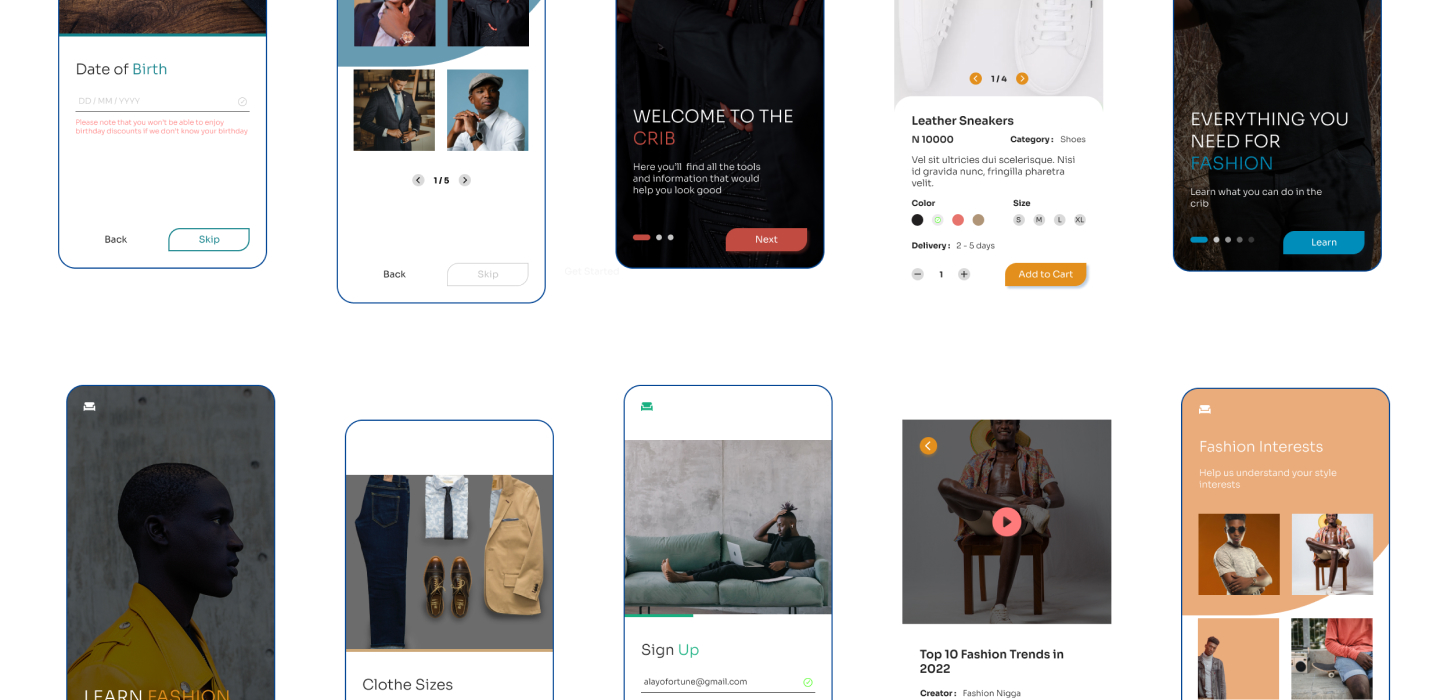 Date of Birth
DD / MM / YYYY
Please note that you won't be able to enjoy
birthday discounts if we don't know your birthday
Back
Skip
1 / 5
Back
Skip
Get Started
WELCOME TO THE
CRIB
Here you'll find all the tools
and information that would
help you look good
Next
1 / 4
Leather Sneakers
N 10000
Category : Shoes
Vel sit ultricies dui scelerisque. Nisi
id gravida nunc, fringilla pharetra
velit.
Color
Size
S M L XL
Delivery : 2 - 5 days
1
Add to Cart
EVERYTHING YOU
NEED FOR
FASHION
Learn what you can do in the
crib
Learn
LEARN FASHION
Clothe Sizes
Sign Up
alayofortune@gmail.com
Top 10 Fashion Trends in
2022
Creator : Fashion Nigga
Fashion Interests
Help us understand your style
interests